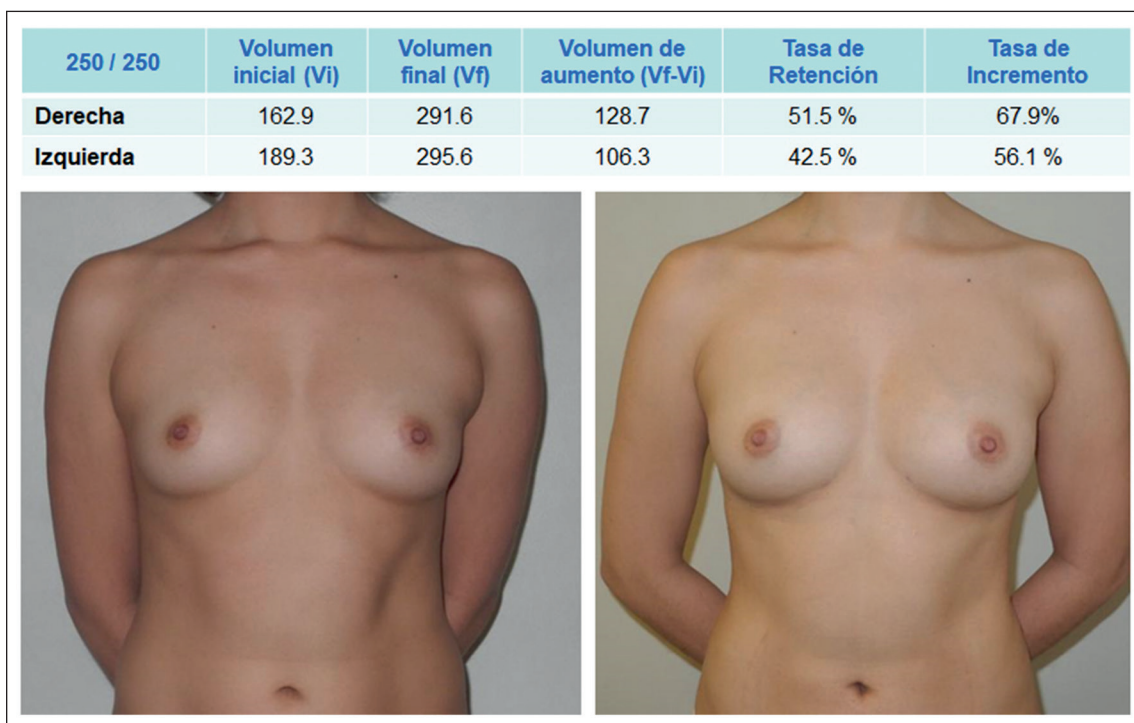 250 / 250 Volumen inicial (Vi) Volumen final (Vf) Volumen de aumento (Vf-Vi) Tasa de Retención Tasa de Incremento
Derecha 162.9 291.6 128.7 51.5 % 67.9%
Izquierda 189.3 295.6 106.3 42.5 % 56.1 %